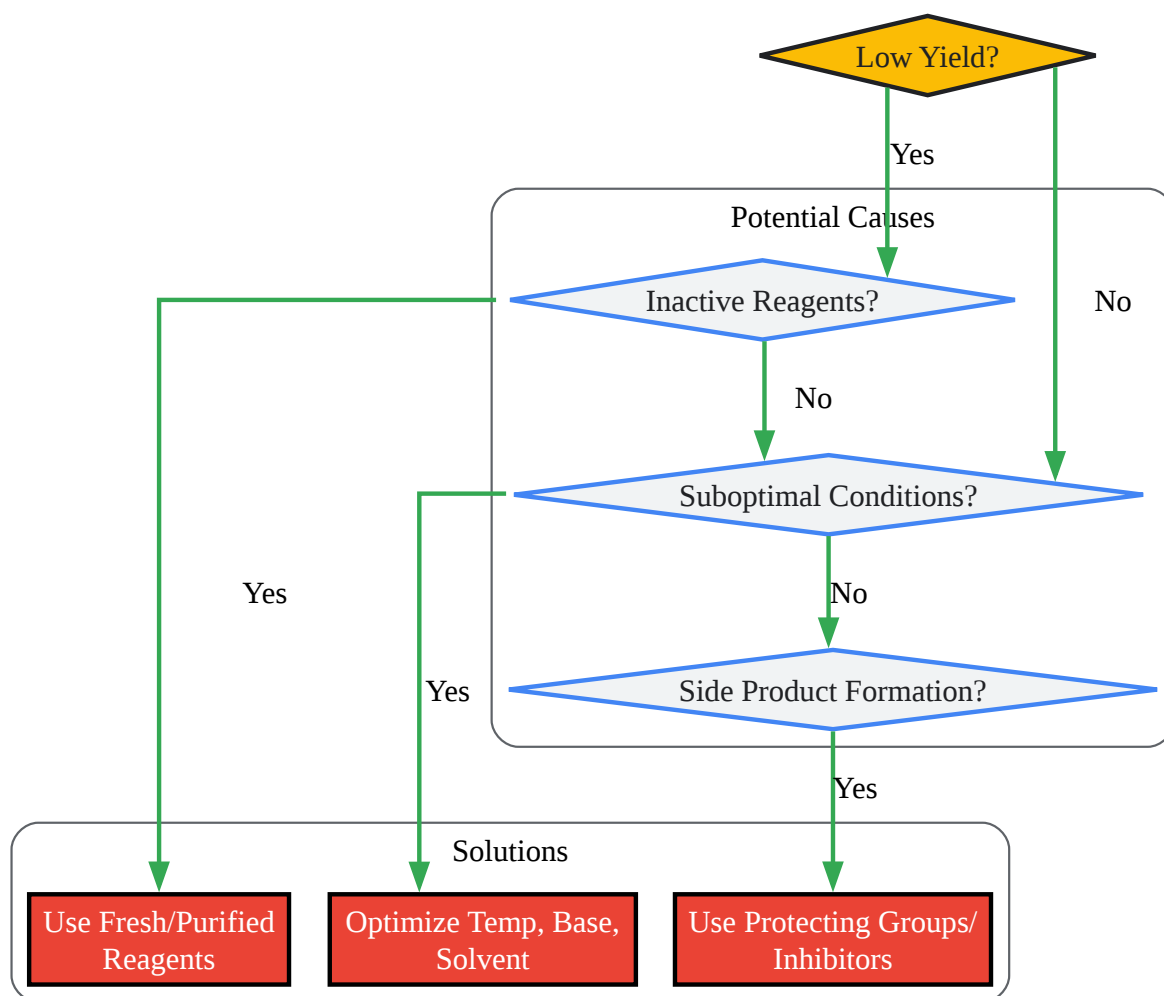 Low Yield?
Yes
Potential Causes
Inactive Reagents?
No
No
Suboptimal Conditions?
Yes
No
Yes
Side Product Formation?
Yes
Solutions
Use Fresh/Purified
Reagents
Optimize Temp, Base,
Solvent
Use Protecting Groups/
Inhibitors